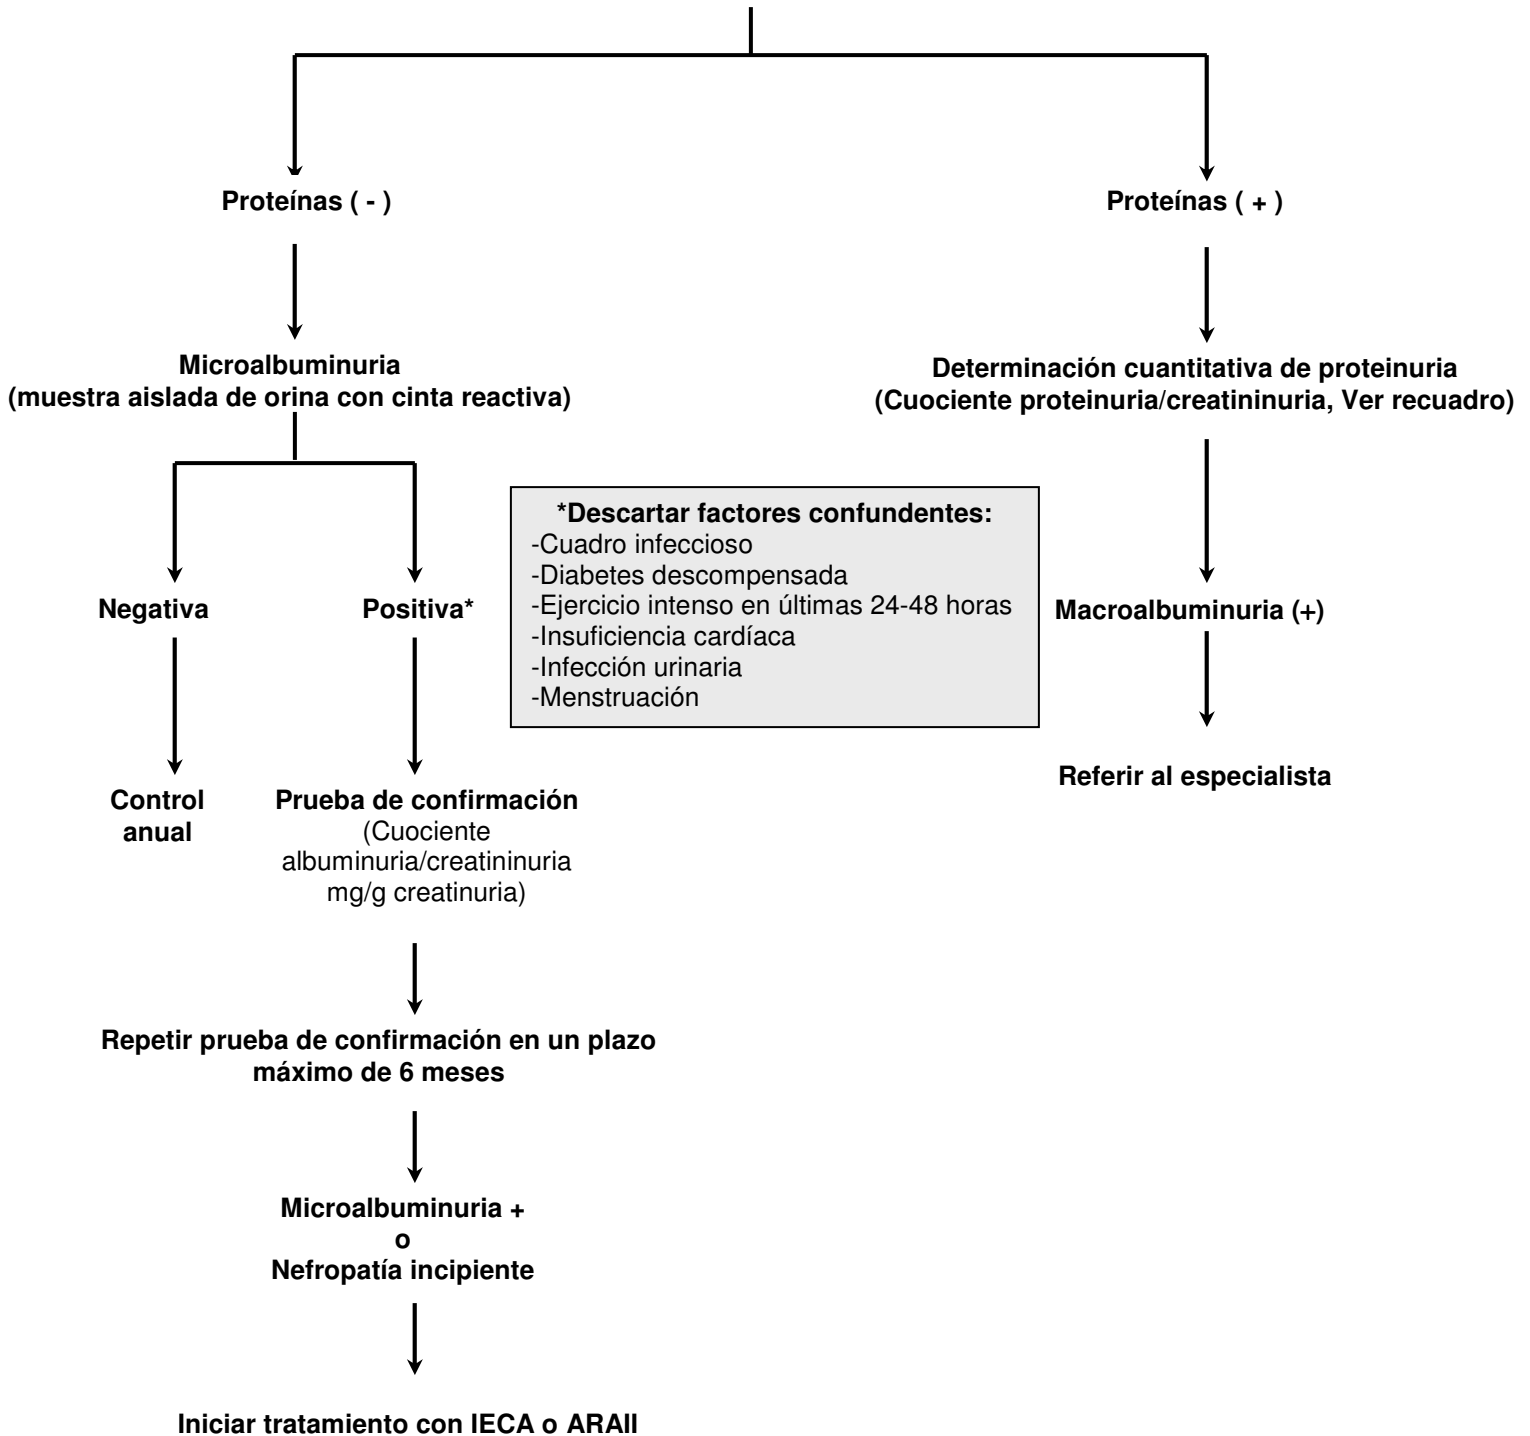 Proteínas ( - )
Proteínas ( + )
Microalbuminuria
(muestra aislada de orina con cinta reactiva)
Determinación cuantitativa de proteinuria
(Cuociente proteinuria/creatininuria, Ver recuadro)
*Descartar factores confundentes:
-Cuadro infeccioso
-Diabetes descompensada
-Ejercicio intenso en últimas 24-48 horas
-Insuficiencia cardíaca
-Infección urinaria
-Menstruación
Negativa
Positiva*
Macroalbuminuria (+)
Control
anual
Prueba de confirmación
(Cuociente
albuminuria/creatininuria
mg/g creatinuria)
Referir al especialista
Repetir prueba de confirmación en un plazo
máximo de 6 meses
Microalbuminuria +
o
Nefropatía incipiente
Iniciar tratamiento con IECA o ARAII